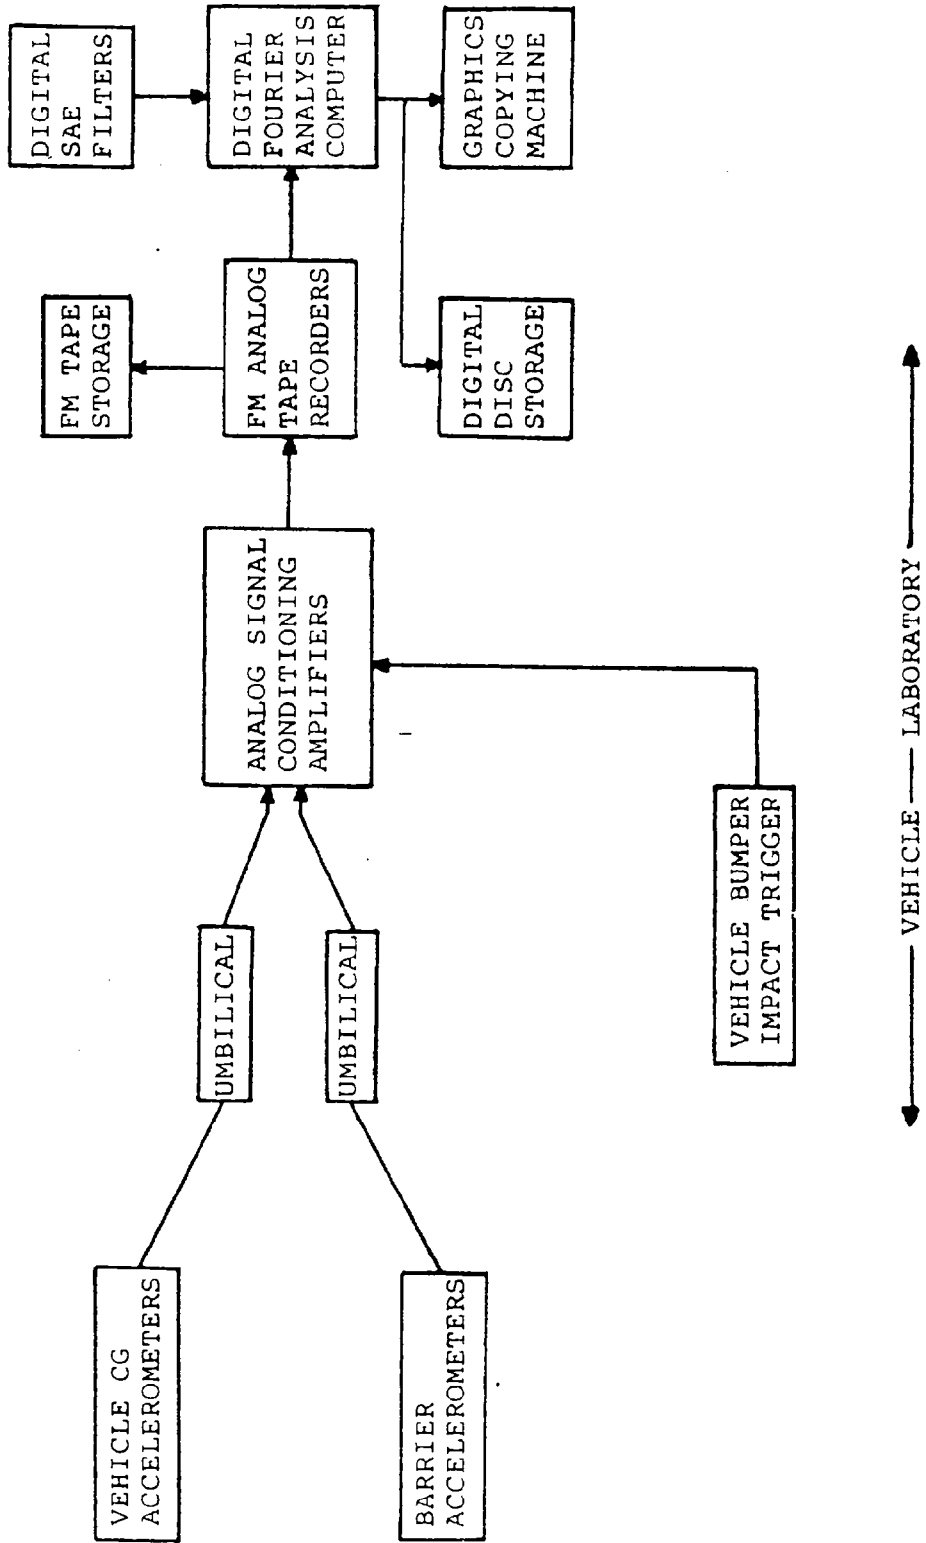 VEHICLE CG
ACCELEROMETERS
BARRIER
ACCELEROMETERS
UMBILICAL
UMBILICAL
VEHICLE BUMPER
IMPACT TRIGGER
ANALOG SIGNAL
CONDITIONING
AMPLIFIERS
FM TAPE
STORAGE
FM ANALOG
TAPE
RECORDERS
DIGITAL
DISC
STORAGE
DIGITAL
SAE
FILTERS
DIGITAL
FOURIER
ANALYSIS
COMPUTER
GRAPHICS
COPYING
MACHINE
VEHICLE — LABORATORY